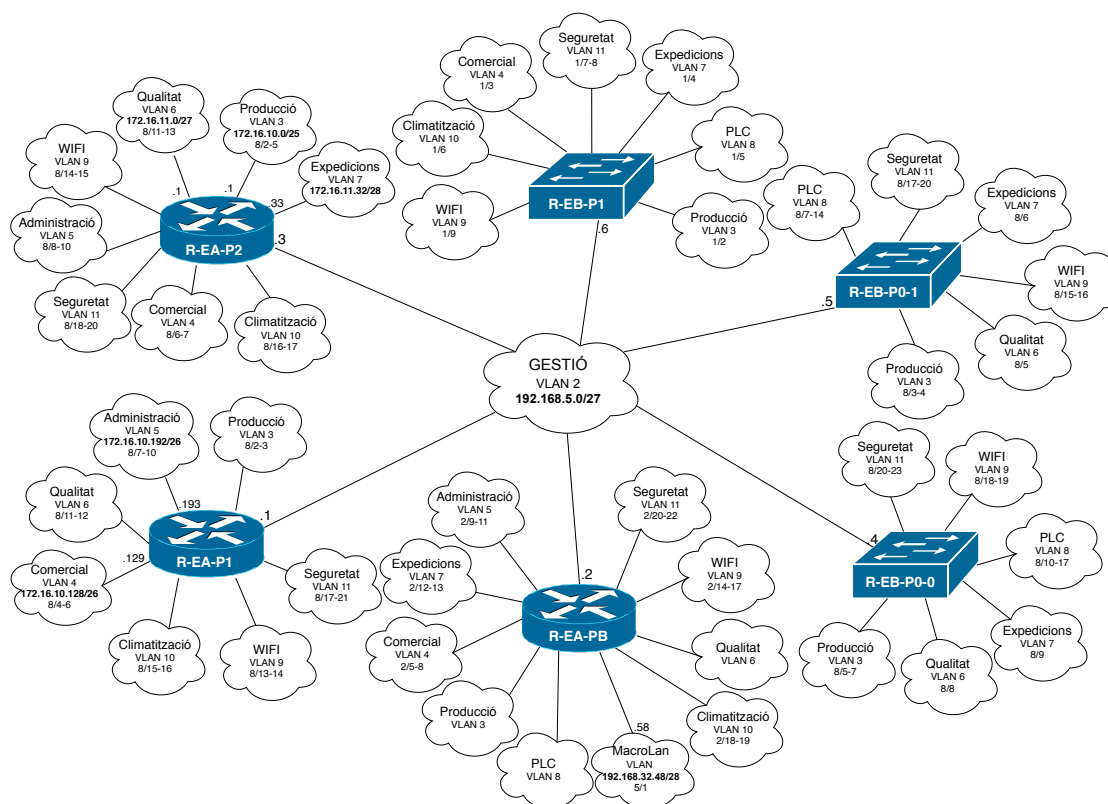 Seguretat
VLAN 11
1/7-8
Expedicions
VLAN 7
1/4
Comercial
VLAN 4
1/3
Climatització
VLAN 10
1/6
PLC
VLAN 8
1/5
WIFI
VLAN 9
1/9
Producció
VLAN 3
1/2
R-EB-P1
.6
Qualitat
VLAN 6
172.16.11.0/27
8/11-13
Producció
VLAN 3
172.16.10.0/25
8/2-5
WIFI
VLAN 9
8/14-15
Expedicions
VLAN 7
172.16.11.32/28
Administració
VLAN 5
8/8-10
Seguretat
VLAN 11
8/18-20
Comercial
VLAN 4
8/6-7
Climatització
VLAN 10
8/16-17
.1
.1
.33
.3
R-EA-P2
Seguretat
VLAN 11
8/17-20
PLC
VLAN 8
8/7-14
Expedicions
VLAN 7
8/6
WIFI
VLAN 9
8/15-16
Qualitat
VLAN 6
8/5
Producció
VLAN 3
8/3-4
R-EB-P0-1
.5
GESTIÓ
VLAN 2
192.168.5.0/27
Administració
VLAN 5
172.16.10.192/26
8/7-10
Producció
VLAN 3
8/2-3
Qualitat
VLAN 6
8/11-12
Comercial
VLAN 4
172.16.10.128/26
8/4-6
Seguretat
VLAN 11
8/17-21
Climatització
VLAN 10
8/15-16
WIFI
VLAN 9
8/13-14
.193
.1
.129
R-EA-P1
Administració
VLAN 5
2/9-11
Seguretat
VLAN 11
2/20-22
Expedicions
VLAN 7
2/12-13
WIFI
VLAN 9
2/14-17
Comercial
VLAN 4
2/5-8
Qualitat
VLAN 6
Producció
VLAN 3
Climatització
VLAN 10
2/18-19
PLC
VLAN 8
MacroLan
VLAN
192.168.32.48/28
5/1
.2
.58
R-EA-PB
Seguretat
VLAN 11
8/20-23
WIFI
VLAN 9
8/18-19
PLC
VLAN 8
8/10-17
Expedicions
VLAN 7
8/9
Producció
VLAN 3
8/5-7
Qualitat
VLAN 6
8/8
.4
R-EB-P0-0